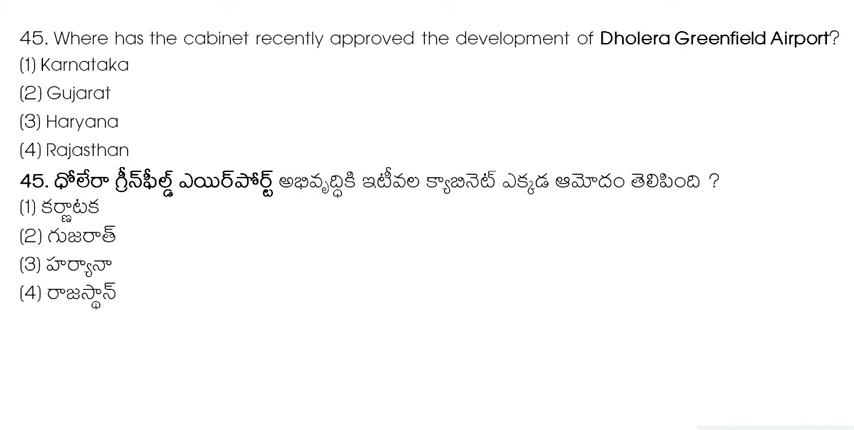 45. Where has the cabinet recently approved the development of Dholera Greenfield Airport?
(1) Karnataka
(2) Gujarat
(3) Haryana
(4) Rajasthan
45. ధోలేరా గ్రీన్‌ఫీల్డ్ ఎయిర్‌పోర్ట్ అభివృద్ధికి ఇటీవల క్యాబినెట్ ఎక్కడ ఆమోదం తెలిపింది ?
(1) కర్ణాటక
(2) గుజరాత్
(3) హర్యానా
(4) రాజస్థాన్